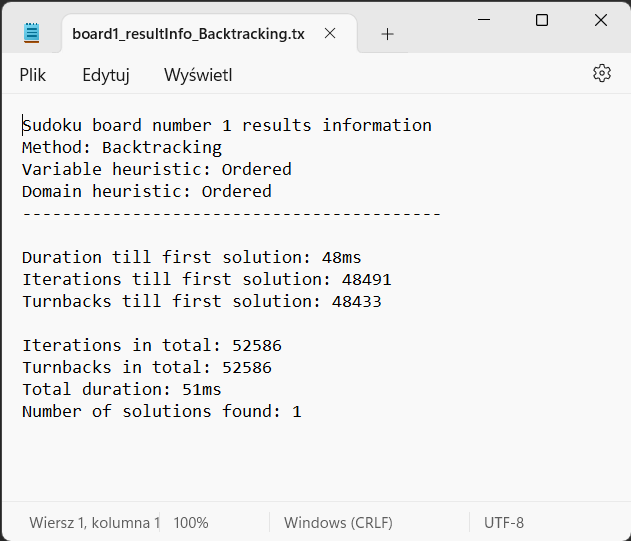 board1_resultInfo_Backtracking.tx
Plik Edytuj Wyświetl
Sudoku board number 1 results information
Method: Backtracking
Variable heuristic: Ordered
Domain heuristic: Ordered
------------------------------------------
Duration till first solution: 48ms
Iterations till first solution: 48491
Turnbacks till first solution: 48433
Iterations in total: 52586
Turnbacks in total: 52586
Total duration: 51ms
Number of solutions found: 1
Wiersz 1, kolumna 1 100% Windows (CRLF) UTF-8